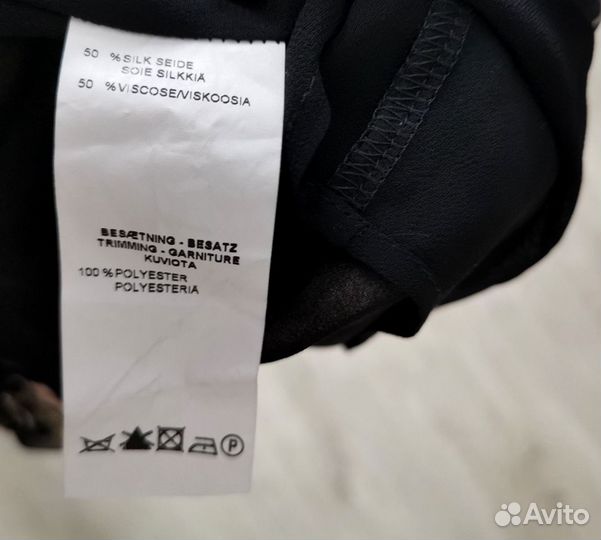 50 % SILK SEIDE
SOIE SILKKIÄ
50 % VISCOSE/VISKOOSIA
BESÆTNING - BESATZ
TRIMMING - GARNITURE
KUVIOTA
100 % POLYESTER
POLYESTERIA
P
Avito